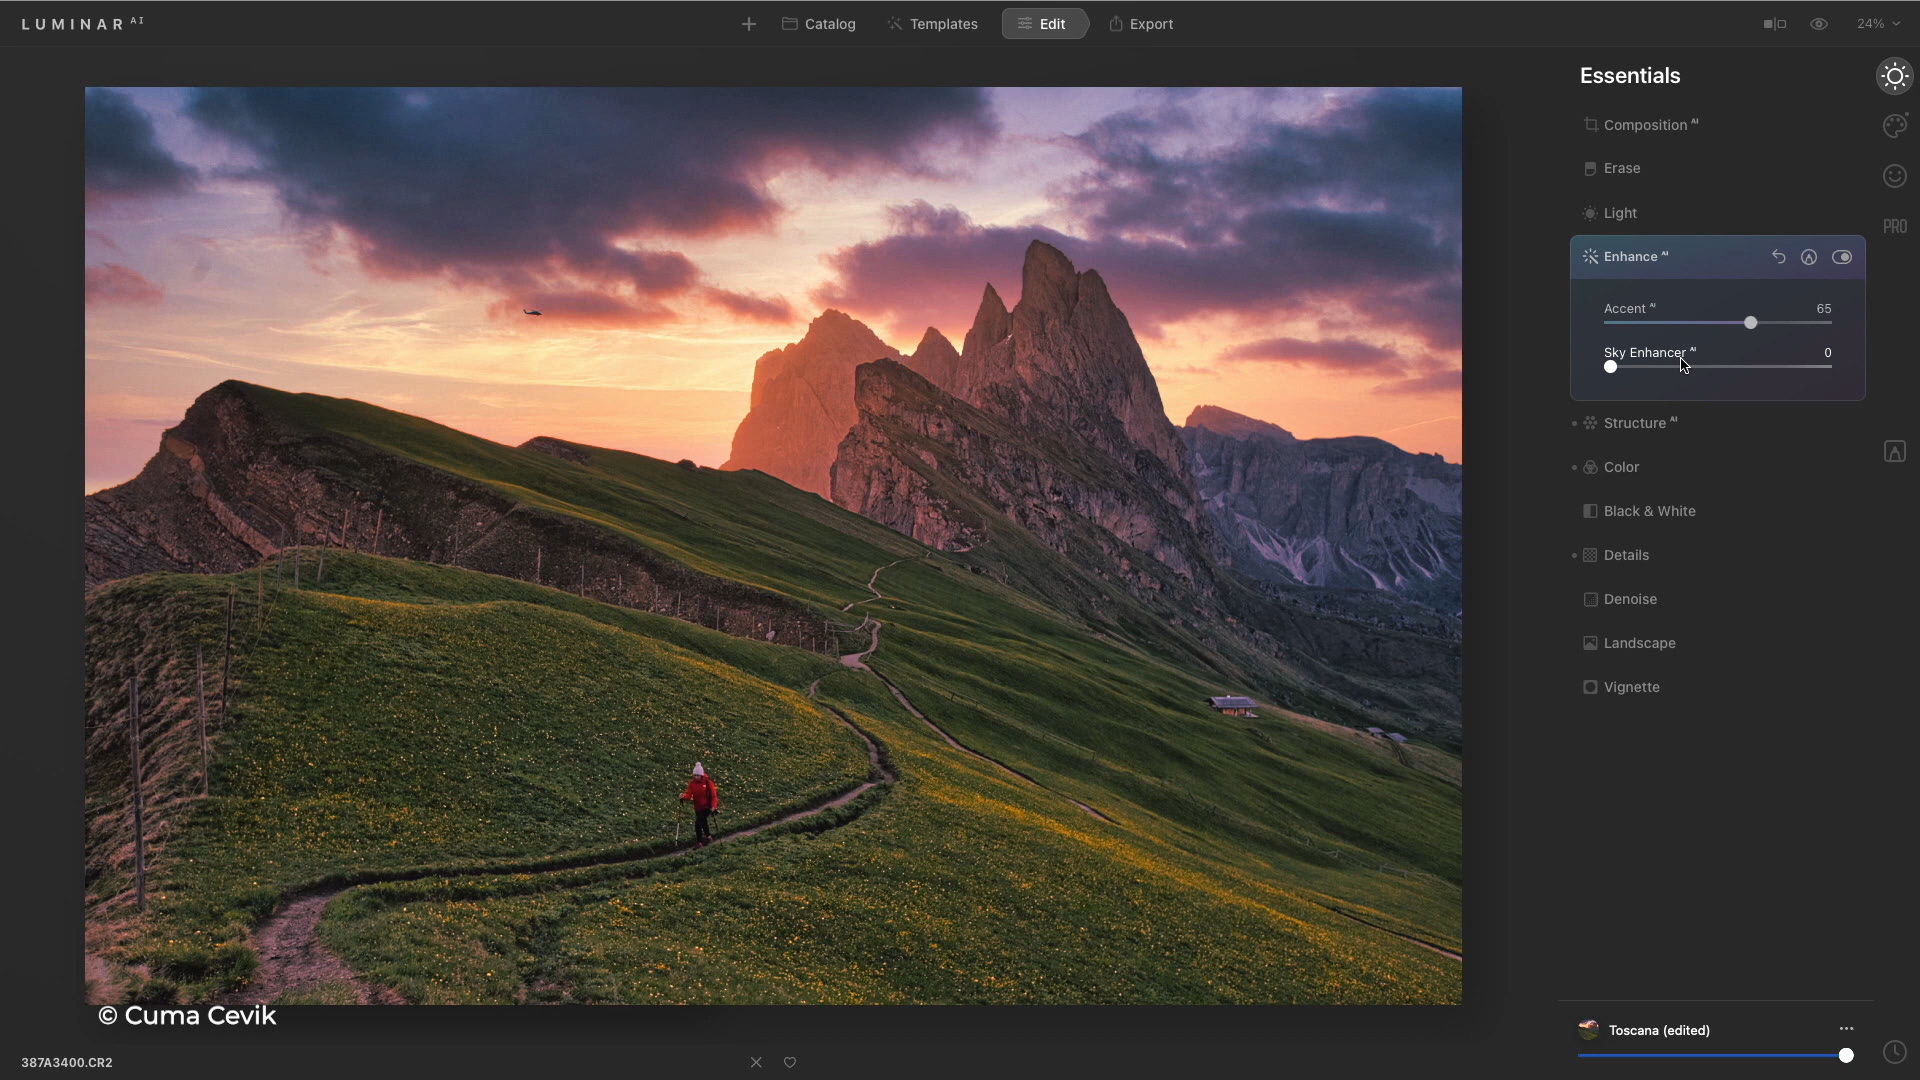 LUMINAR AI
Catalog
Templates
Edit
Export
24%
Essentials
Composition AI
Erase
Light
PRO
Enhance AI
Accent AI 65
Sky Enhancer AI 0
Structure AI
Color
Black & White
Details
Denoise
Landscape
Vignette
© Cuma Cevik
Toscana (edited)
387A3400.CR2